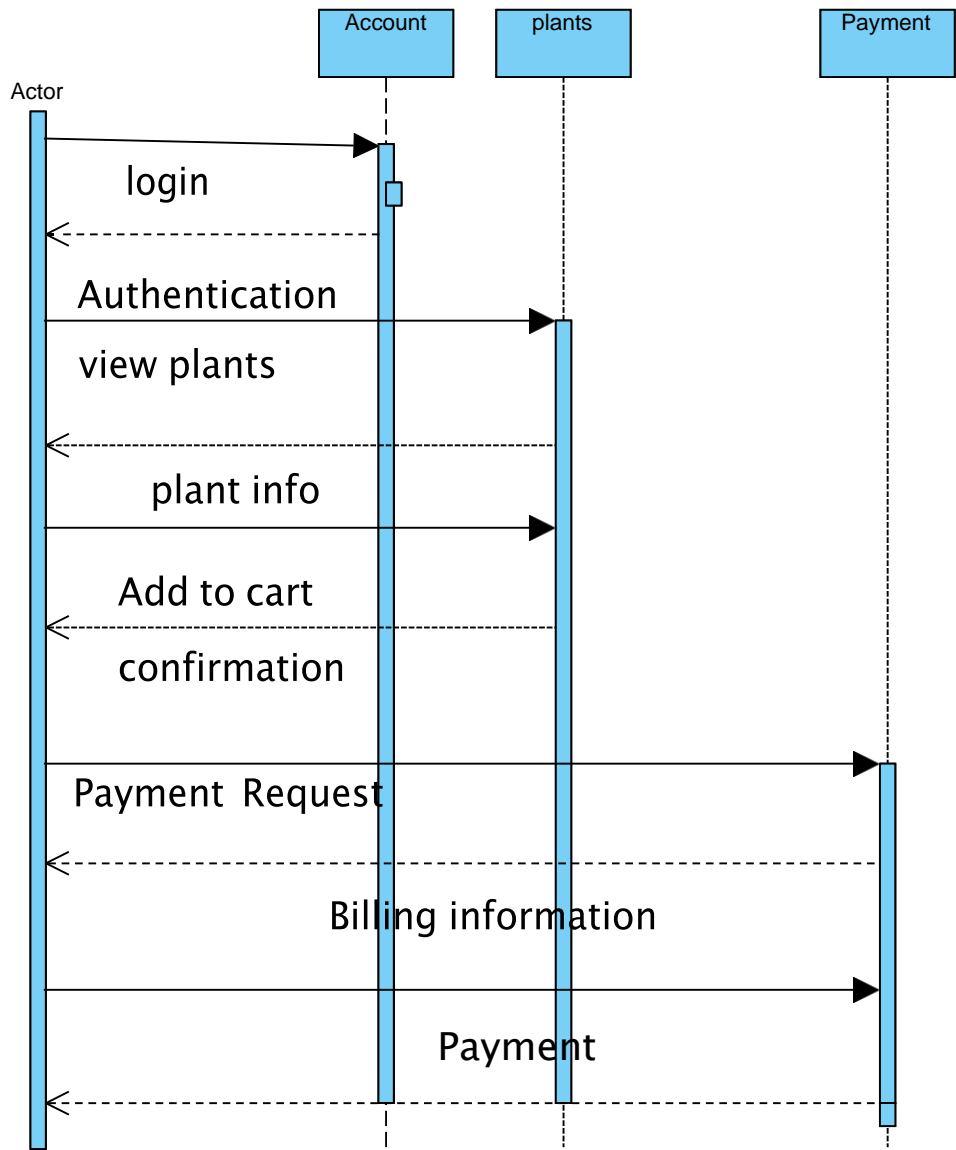 Account
plants
Payment
Actor
login
Authentication
view plants
plant info
Add to cart
confirmation
Payment Request
Billing information
Payment